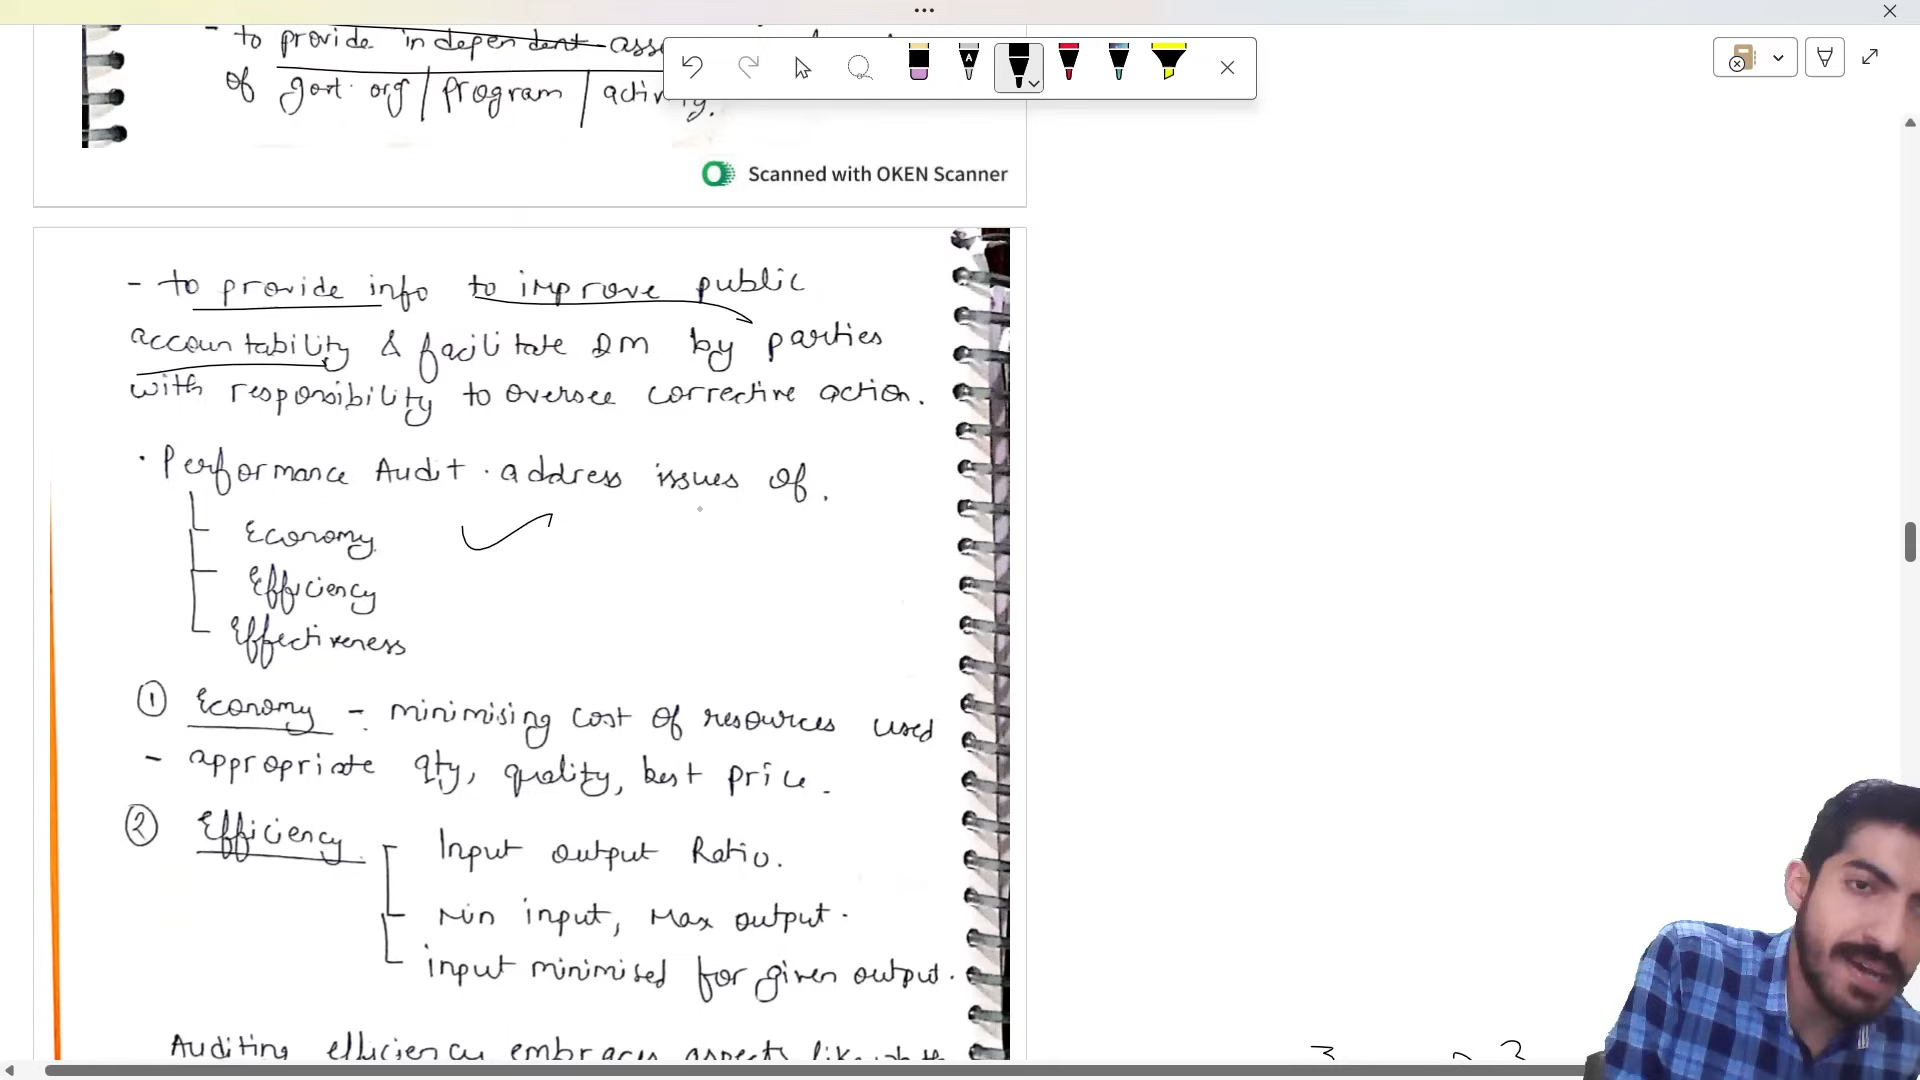 - to provide independent
of govt. org / program / activity.
Scanned with OKEN Scanner
- to provide info to improve public
accountability & facilitate DM by parties
with responsibility to oversee corrective action.
• Performance Audit . address issues of.
Economy
Efficiency
Effectiveness
① Economy - minimising cost of resources used
- appropriate qty, quality, best price.
② Efficiency
Input output Ratio.
Min input, Max output.
input minimised for given output.
Auditing efficiency embraces aspects like